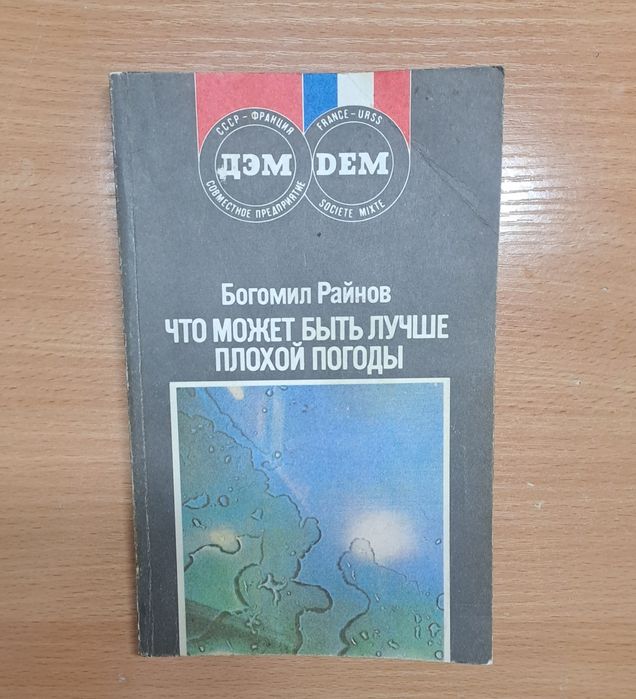 СССР – ФРАНЦИЯ
ДЭМ
СОВМЕСТНОЕ ПРЕДПРИЯТИЕ
FRANCE – URSS
DEM
SOCIETE MIXTE
Богомил Райнов
ЧТО МОЖЕТ БЫТЬ ЛУЧШЕ
ПЛОХОЙ ПОГОДЫ